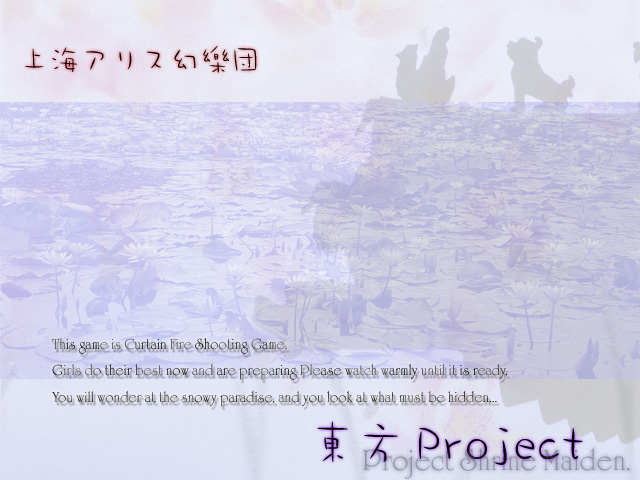 上海アリス幻樂団
This game is Curtain Fire Shooting Game.
Girls do their best now and are preparing Please watch warmly until it is ready.
You will wonder at the snowy paradise, and you look at what must be hidden...
東方Project
Project Shrine Maiden.